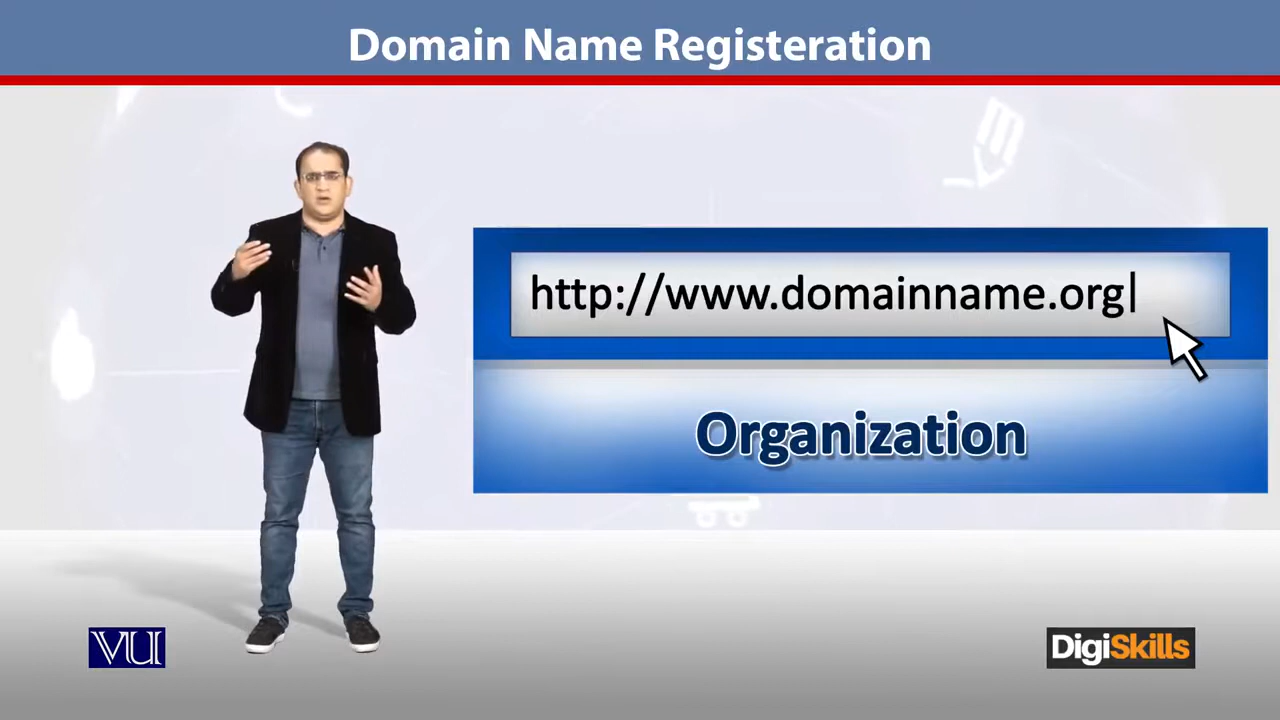 Domain Name Registeration
http://www.domainname.org
Organization
VU
DigiSkills